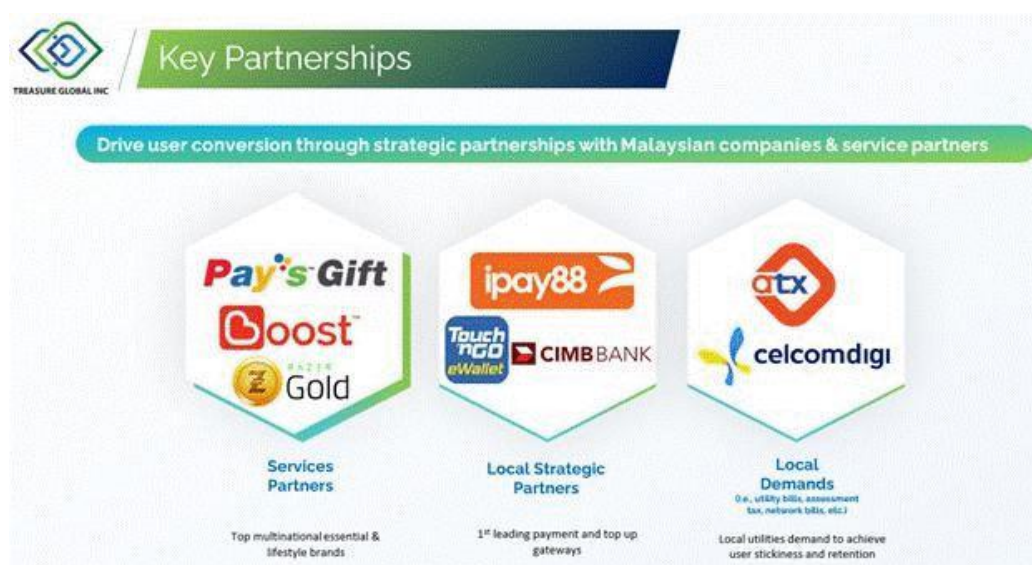 TREASURE GLOBAL INC
Key Partnerships
Drive user conversion through strategic partnerships with Malaysian companies & service partners
Pay's Gift
Boost™
RAZER
Gold
ipay88
Touch
'nGO
eWallet
CIMB BANK
atx
celcomdigi
Services
Partners
Top multinational essential &
lifestyle brands
Local Strategic
Partners
1st leading payment and top up
gateways
Local
Demands
(i.e., utility bills, assessment
tax, network bills, etc.)
Local utilities demand to achieve
user stickiness and retention